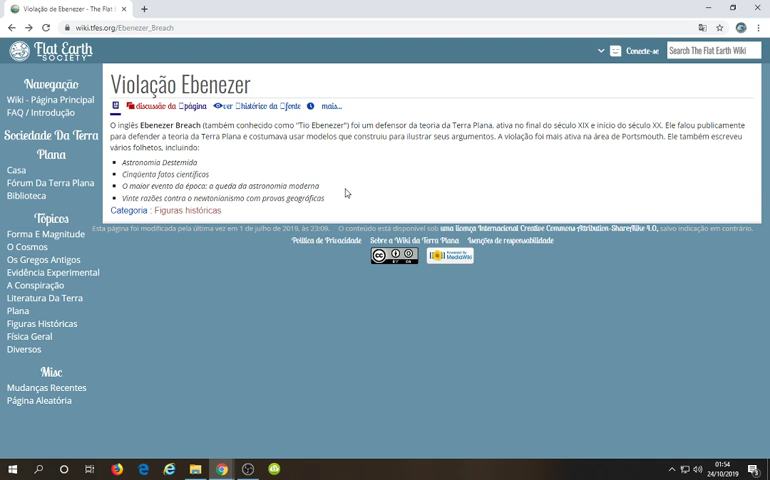 Violação de Ebenezer - The Flat E
wiki.tfes.org/Ebenezer_Breach
Flat Earth
SOCIETY
Conecte-se
Search The Flat Earth Wiki
Navegação
Wiki - Página Principal
FAQ / Introdução
Sociedade Da Terra
Plana
Casa
Fórum Da Terra Plana
Biblioteca
Tópicos
Forma E Magnitude
O Cosmos
Os Gregos Antigos
Evidência Experimental
A Conspiração
Literatura Da Terra
Plana
Figuras Históricas
Física Geral
Diversos
Misc
Mudanças Recentes
Página Aleatória
Violação Ebenezer
discussão da página ver histórico da fonte mais...
O inglês Ebenezer Breach (também conhecido como "Tio Ebenezer") foi um defensor da teoria da Terra Plana, ativa no final do século XIX e início do século XX. Ele falou publicamente
para defender a teoria da Terra Plana e costumava usar modelos que construiu para ilustrar seus argumentos. A violação foi mais ativa na área de Portsmouth. Ele também escreveu
vários folhetos, incluindo:
Astronomia Destemida
Cinqüenta fatos científicos
O maior evento da época: a queda da astronomia moderna
Vinte razões contra o newtonianismo com provas geográficas
Categoria : Figuras históricas
Esta página foi modificada pela última vez em 1 de julho de 2019, às 23:09. O conteúdo está disponível sob uma licença Internacional Creative Commons Attribution-ShareAlike 4.0, salvo indicação em contrário.
Política de Privacidade Sobre a Wiki da Terra Plana Isenções de responsabilidade
Powered By
MediaWiki
01:54
24/10/2019